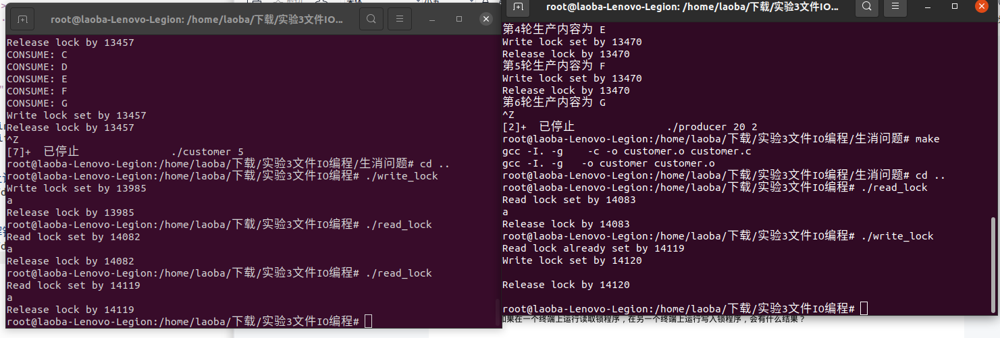 root@laoba-Lenovo-Legion: /home/laoba/下载/实验3文件IO...
Release lock by 13457
CONSUME: C
CONSUME: D
CONSUME: E
CONSUME: F
CONSUME: G
Write lock set by 13457
Release lock by 13457
^Z
[7]+  已停止               ./customer 5
root@laoba-Lenovo-Legion:/home/laoba/下载/实验3文件IO编程/生消问题# cd ..
root@laoba-Lenovo-Legion:/home/laoba/下载/实验3文件IO编程# ./write_lock
Write lock set by 13985
a
Release lock by 13985
root@laoba-Lenovo-Legion:/home/laoba/下载/实验3文件IO编程# ./read_lock
Read lock set by 14082
a
Release lock by 14082
root@laoba-Lenovo-Legion:/home/laoba/下载/实验3文件IO编程# ./read_lock
Read lock set by 14119
a
Release lock by 14119
root@laoba-Lenovo-Legion:/home/laoba/下载/实验3文件IO编程#
root@laoba-Lenovo-Legion: /home/laoba/下载/实验3文件IO...
第4轮生产内容为 E
Write lock set by 13470
Release lock by 13470
第5轮生产内容为 F
Write lock set by 13470
Release lock by 13470
第6轮生产内容为 G
^Z
[2]+  已停止               ./producer 20 2
root@laoba-Lenovo-Legion:/home/laoba/下载/实验3文件IO编程/生消问题# make
gcc -I. -g    -c -o customer.o customer.c
gcc -I. -g   -o customer customer.o
root@laoba-Lenovo-Legion:/home/laoba/下载/实验3文件IO编程/生消问题# cd ..
root@laoba-Lenovo-Legion:/home/laoba/下载/实验3文件IO编程# ./read_lock
Read lock set by 14083
a
Release lock by 14083
root@laoba-Lenovo-Legion:/home/laoba/下载/实验3文件IO编程# ./write_lock
Read lock already set by 14119
Write lock set by 14120
Release lock by 14120
root@laoba-Lenovo-Legion:/home/laoba/下载/实验3文件IO编程#
如果在一个终端上运行读取锁程序，在另一个终端上运行写入锁程序，会有什么结果？